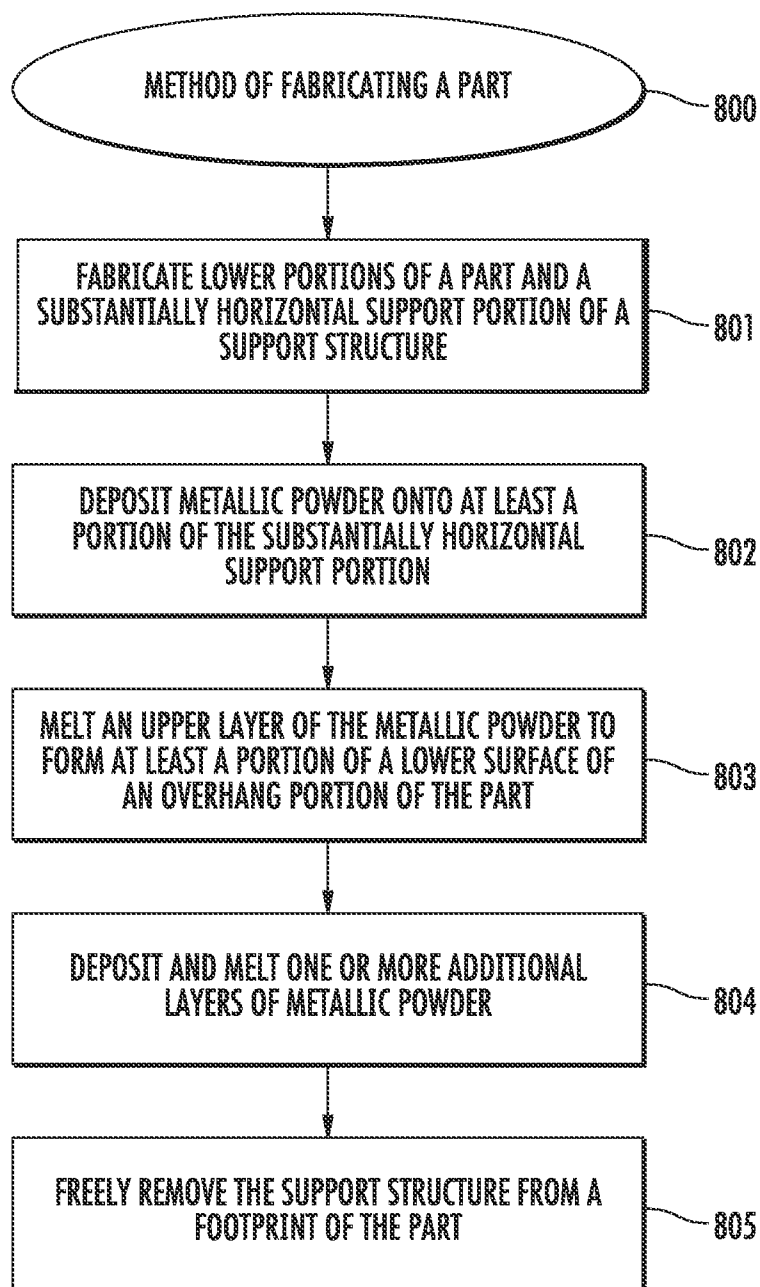 METHOD OF FABRICATING A PART
800
FABRICATE LOWER PORTIONS OF A PART AND A
SUBSTANTIALLY HORIZONTAL SUPPORT PORTION OF A
SUPPORT STRUCTURE
801
DEPOSIT METALLIC POWDER ONTO AT LEAST A
PORTION OF THE SUBSTANTIALLY HORIZONTAL
SUPPORT PORTION
802
MELT AN UPPER LAYER OF THE METALLIC POWDER TO
FORM AT LEAST A PORTION OF A LOWER SURFACE OF
AN OVERHANG PORTION OF THE PART
803
DEPOSIT AND MELT ONE OR MORE ADDITIONAL
LAYERS OF METALLIC POWDER
804
FREELY REMOVE THE SUPPORT STRUCTURE FROM A
FOOTPRINT OF THE PART
805